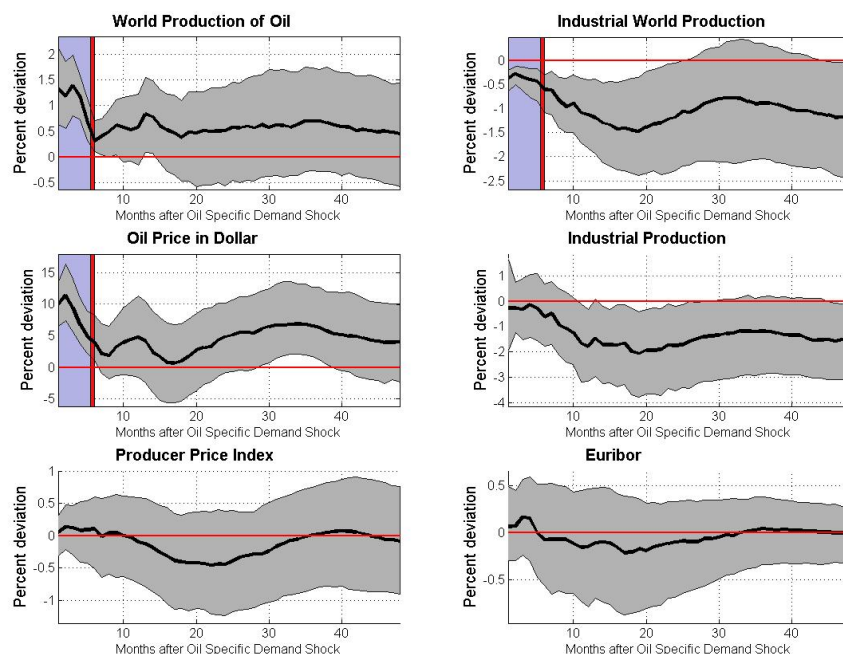 World Production of Oil
Percent deviation
2
1.5
1
0.5
0
-0.5
10 20 30 40
Months after Oil Specific Demand Shock
Industrial World Production
Percent deviation
0
-0.5
-1
-1.5
-2
-2.5
10 20 30 40
Months after Oil Specific Demand Shock
Oil Price in Dollar
Percent deviation
15
10
5
0
-5
10 20 30 40
Months after Oil Specific Demand Shock
Industrial Production
Percent deviation
1
0
-1
-2
-3
-4
10 20 30 40
Months after Oil Specific Demand Shock
Producer Price Index
Percent deviation
1
0.5
0
-0.5
-1
10 20 30 40
Months after Oil Specific Demand Shock
Euribor
Percent deviation
0.5
0
-0.5
10 20 30 40
Months after Oil Specific Demand Shock